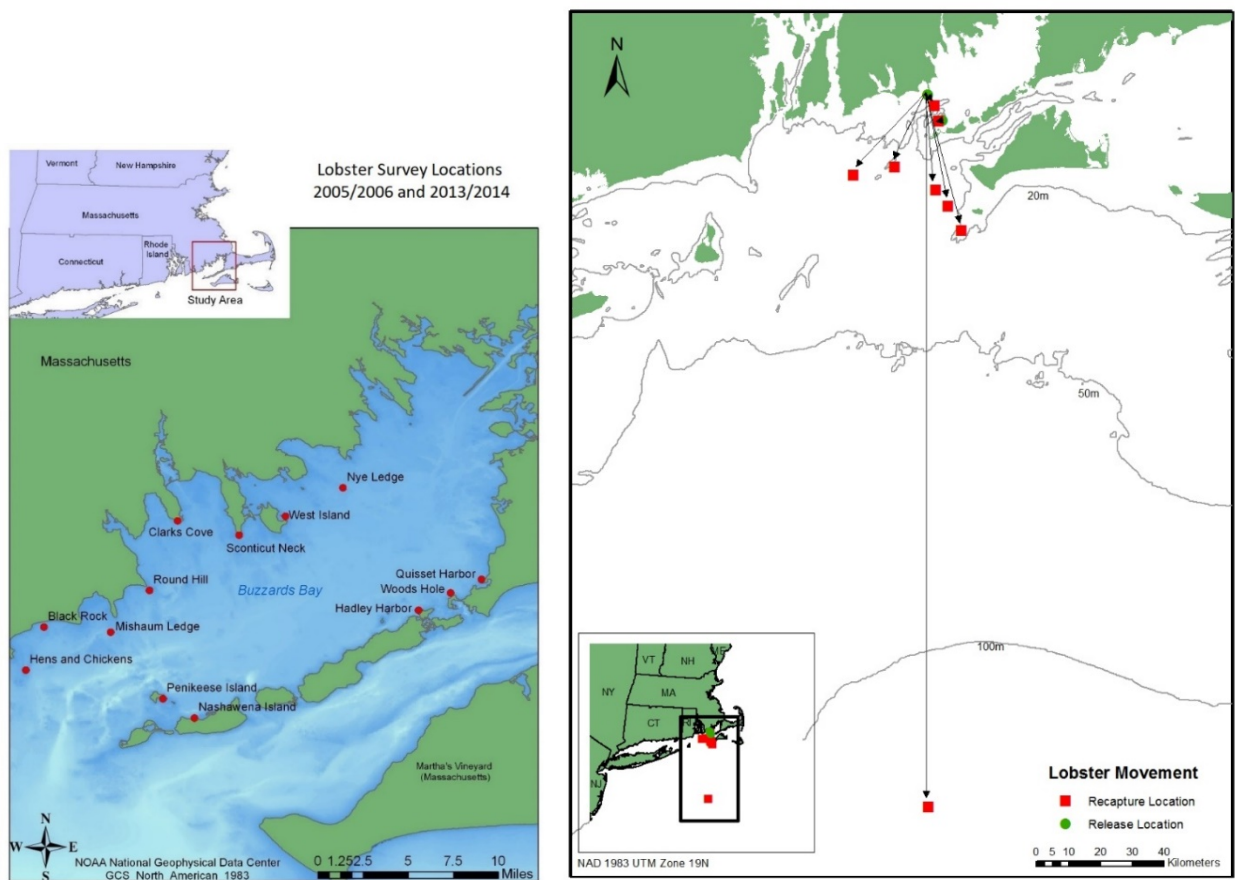 Vermont
New Hampshire
Massachusetts
Connecticut
Rhode
Island
Study Area
Lobster Survey Locations
2005/2006 and 2013/2014
Massachusetts
Nye Ledge
West Island
Clarks Cove
Sconticut Neck
Quisset Harbor
Round Hill
Buzzards Bay
Woods Hole
Hadley Harbor
Black Rock
Mishaum Ledge
Hens and Chickens
Penikeese Island
Nashawena Island
Martha's Vineyard
(Massachusetts)
N
W E
S
NOAA National Geophysical Data Center
GCS North American 1983
0 1.25 2.5 5 7.5 10
Miles
N
20m
50m
100m
VT
NH
ME
NY
MA
CT
RI
NJ
NAD 1983 UTM Zone 19N
Lobster Movement
Recapture Location
Release Location
0 5 10 20 30 40
Kilometers